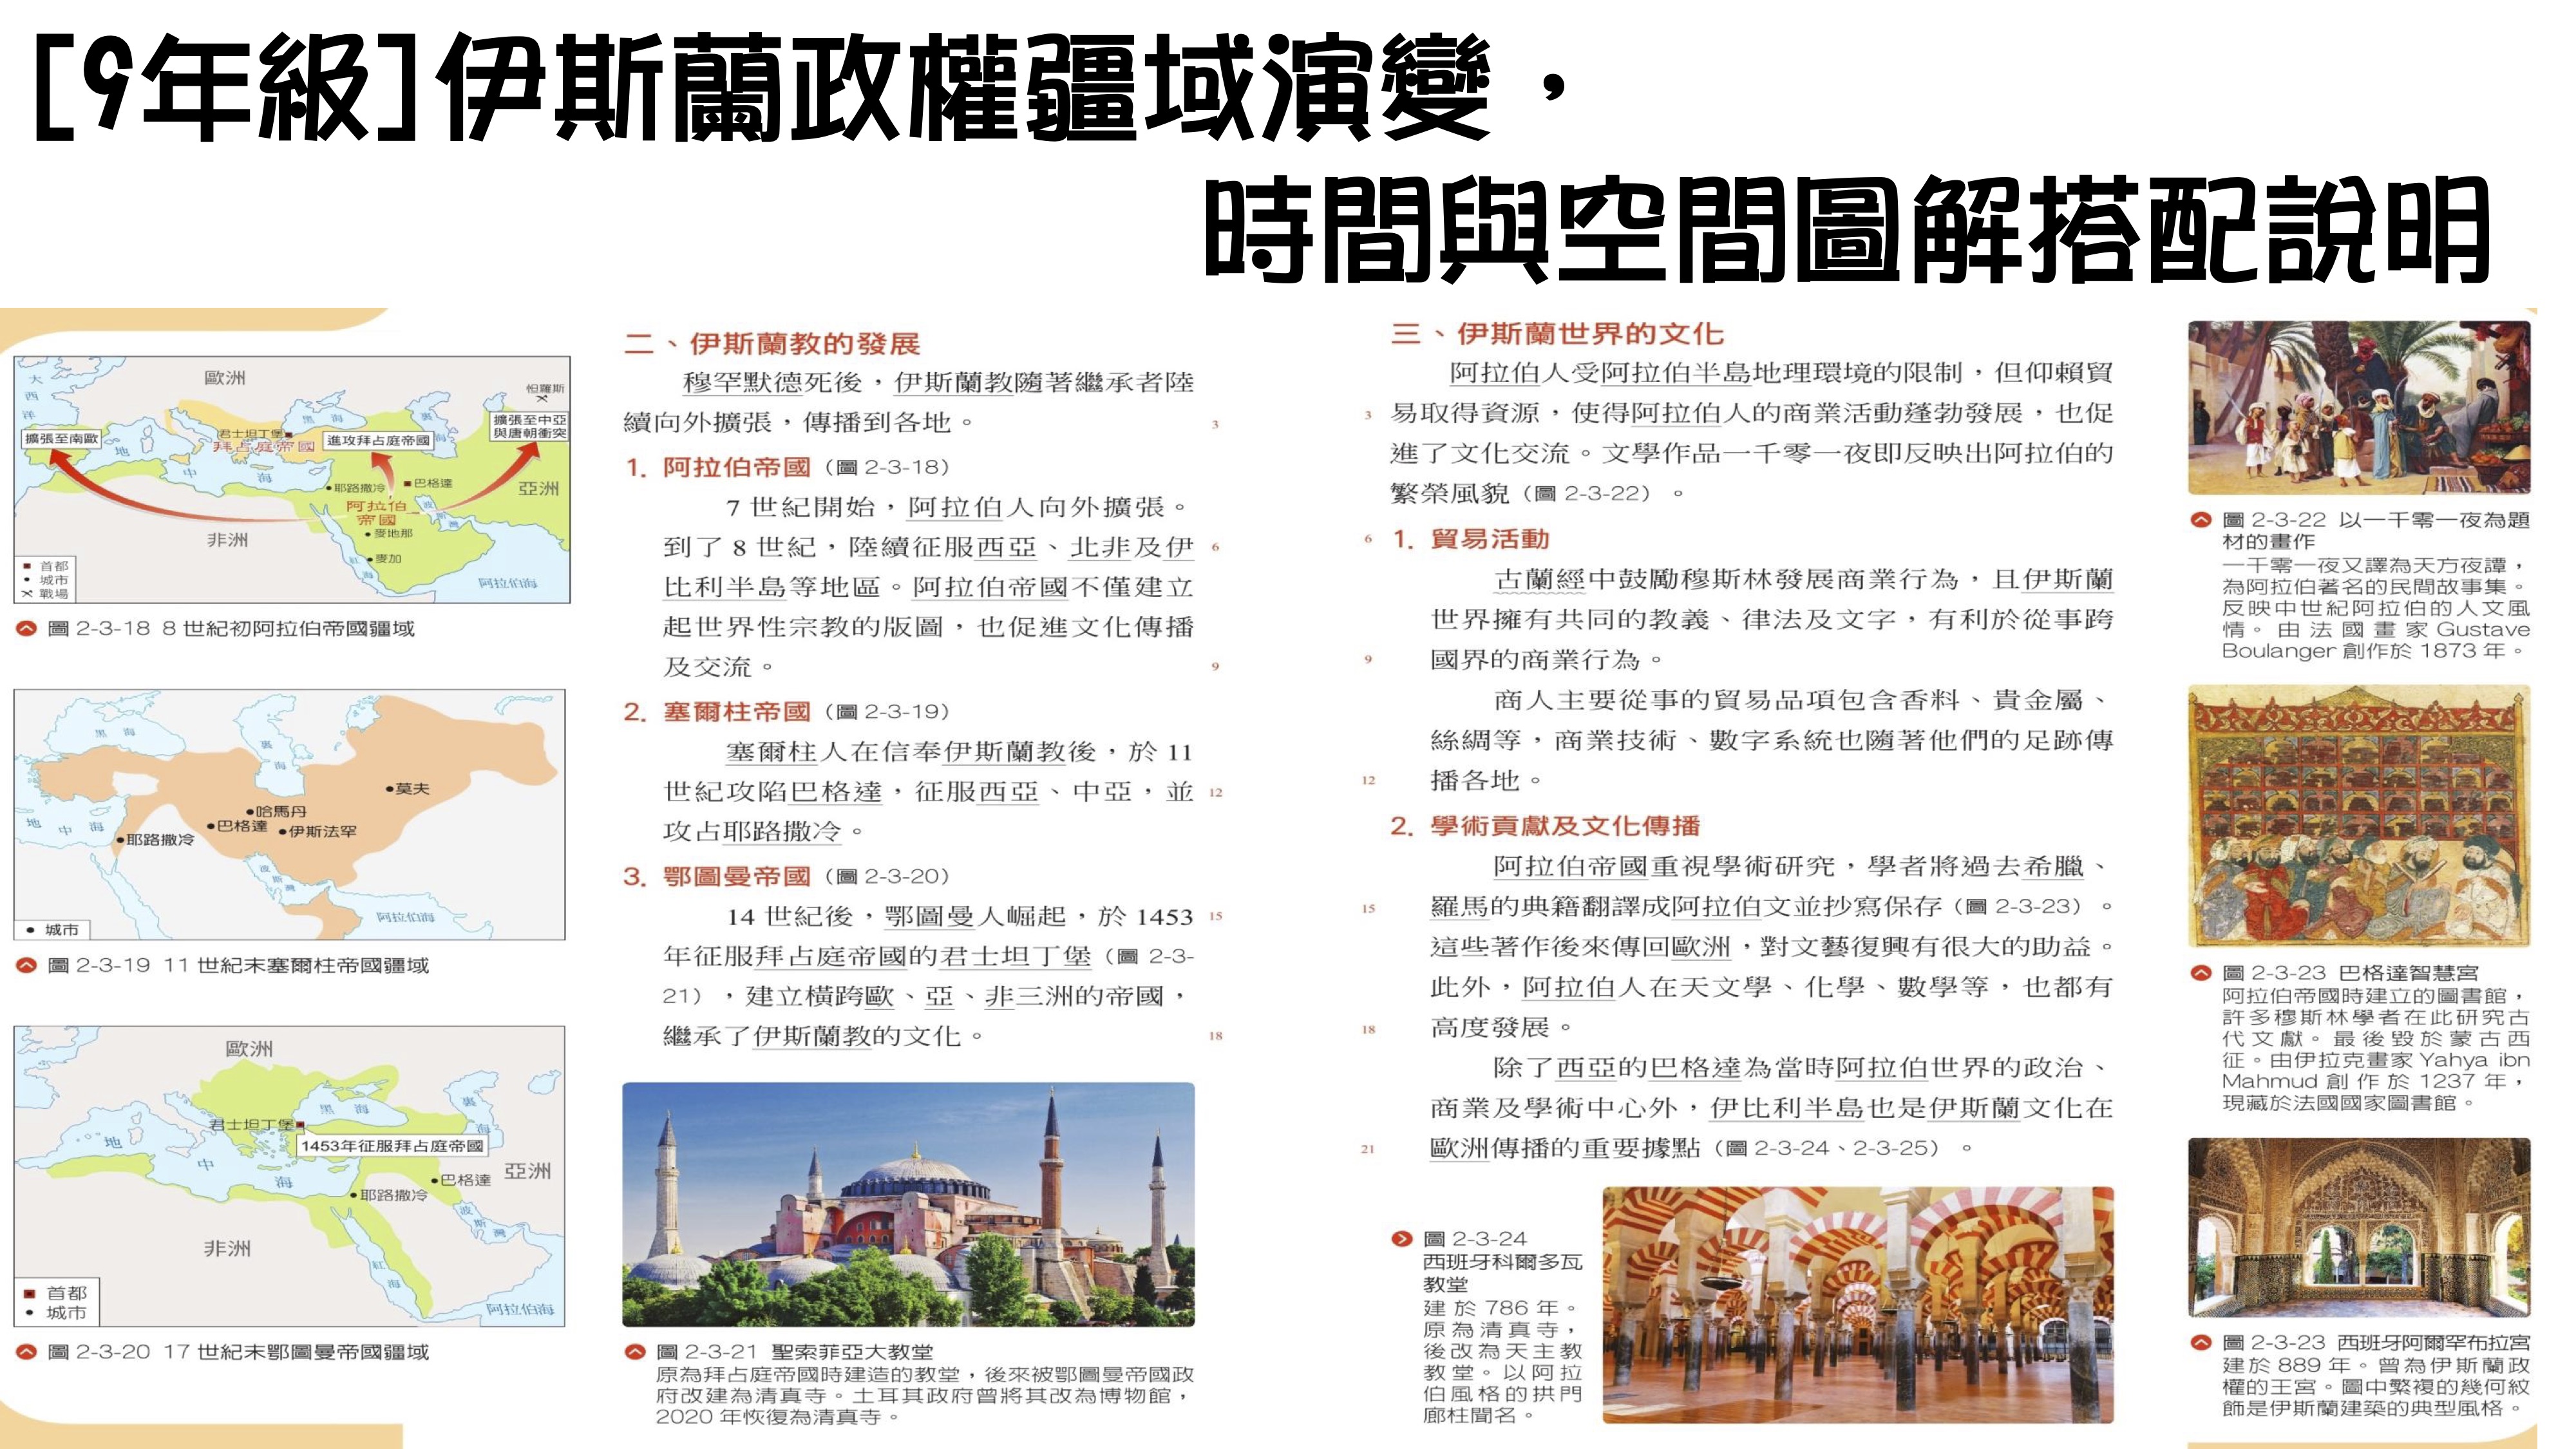 [9年級]伊斯蘭政權疆域演變，
時間與空間圖解搭配說明
歐洲
大
西
洋
怛羅斯
擴張至中亞
與唐朝衝突
擴張至南歐
黑海
裏
海
君士坦丁堡
拜占庭帝國
進攻拜占庭帝國
地
中
海
耶路撒冷
巴格達
亞洲
阿拉伯
帝國
波
斯
灣
麥地那
非洲
麥加
紅
海
阿拉伯海
首都
城市
戰場
圖 2-3-18 8 世紀初阿拉伯帝國疆域
黑海
裏
海
莫夫
哈馬丹
巴格達
伊斯法罕
地中海
耶路撒冷
波
斯
灣
阿拉伯海
城市
圖 2-3-19 11 世紀末塞爾柱帝國疆域
歐洲
黑海
裏
海
君士坦丁堡
1453年征服拜占庭帝國
地
中
海
巴格達
亞洲
耶路撒冷
波
斯
灣
非洲
紅
海
阿拉伯海
首都
城市
圖 2-3-20 17 世紀末鄂圖曼帝國疆域
二、伊斯蘭教的發展
穆罕默德死後，伊斯蘭教隨著繼承者陸
續向外擴張，傳播到各地。
3
1. 阿拉伯帝國（圖 2-3-18）
7 世紀開始，阿拉伯人向外擴張。
到了 8 世紀，陸續征服西亞、北非及伊
6
比利半島等地區。阿拉伯帝國不僅建立
起世界性宗教的版圖，也促進文化傳播
及交流。
9
2. 塞爾柱帝國（圖 2-3-19）
塞爾柱人在信奉伊斯蘭教後，於 11
世紀攻陷巴格達，征服西亞、中亞，並
12
攻占耶路撒冷。
3. 鄂圖曼帝國（圖 2-3-20）
14 世紀後，鄂圖曼人崛起，於 1453
15
年征服拜占庭帝國的君士坦丁堡（圖 2-3-
21），建立橫跨歐、亞、非三洲的帝國，
繼承了伊斯蘭教的文化。
18
圖 2-3-21 聖索菲亞大教堂
原為拜占庭帝國時建造的教堂，後來被鄂圖曼帝國政
府改建為清真寺。土耳其政府曾將其改為博物館，
2020 年恢復為清真寺。
三、伊斯蘭世界的文化
阿拉伯人受阿拉伯半島地理環境的限制，但仰賴貿
3
易取得資源，使得阿拉伯人的商業活動蓬勃發展，也促
進了文化交流。文學作品一千零一夜即反映出阿拉伯的
繁榮風貌（圖 2-3-22）。
6
1. 貿易活動
古蘭經中鼓勵穆斯林發展商業行為，且伊斯蘭
世界擁有共同的教義、律法及文字，有利於從事跨
9
國界的商業行為。
商人主要從事的貿易品項包含香料、貴金屬、
絲綢等，商業技術、數字系統也隨著他們的足跡傳
12
播各地。
2. 學術貢獻及文化傳播
阿拉伯帝國重視學術研究，學者將過去希臘、
15
羅馬的典籍翻譯成阿拉伯文並抄寫保存（圖 2-3-23）。
這些著作後來傳回歐洲，對文藝復興有很大的助益。
此外，阿拉伯人在天文學、化學、數學等，也都有
18
高度發展。
除了西亞的巴格達為當時阿拉伯世界的政治、
商業及學術中心外，伊比利半島也是伊斯蘭文化在
21
歐洲傳播的重要據點（圖 2-3-24、2-3-25）。
圖 2-3-24
西班牙科爾多瓦
教堂
建於 786 年。
原為清真寺，
後改為天主教
教堂。以阿拉
伯風格的拱門
廊柱聞名。
圖 2-3-22 以一千零一夜為題
材的畫作
一千零一夜又譯為天方夜譚，
為阿拉伯著名的民間故事集。
反映中世紀阿拉伯的人文風
情。由法國畫家 Gustave
Boulanger 創作於 1873 年。
圖 2-3-23 巴格達智慧宮
阿拉伯帝國時建立的圖書館，
許多穆斯林學者在此研究古
代文獻。最後毀於蒙古西
征。由伊拉克畫家 Yahya ibn
Mahmud 創作於 1237 年，
現藏於法國國家圖書館。
圖 2-3-23 西班牙阿爾罕布拉宮
建於 889 年。曾為伊斯蘭政
權的王宮。圖中繁複的幾何紋
飾是伊斯蘭建築的典型風格。